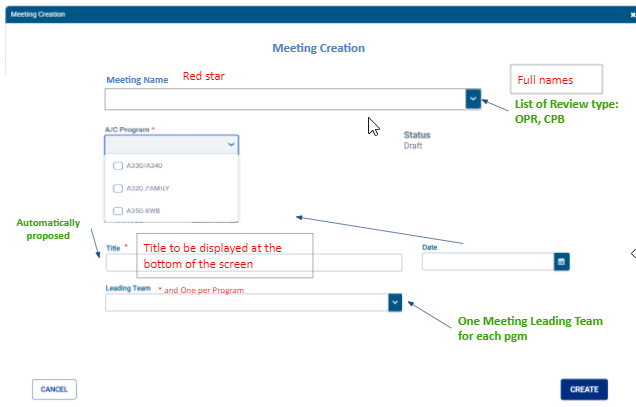 Meeting Creation
Meeting Creation
Meeting Name
Red star
Full names
List of Review type:
OPR, CPB
A/C Program *
Status
Draft
A330/A340
A320_FAMILY
A350-XWB
Automatically
proposed
Title *
Title to be displayed at the
bottom of the screen
Date
Leading Team
* and One per Program
One Meeting Leading Team
for each pgm
CANCEL
CREATE